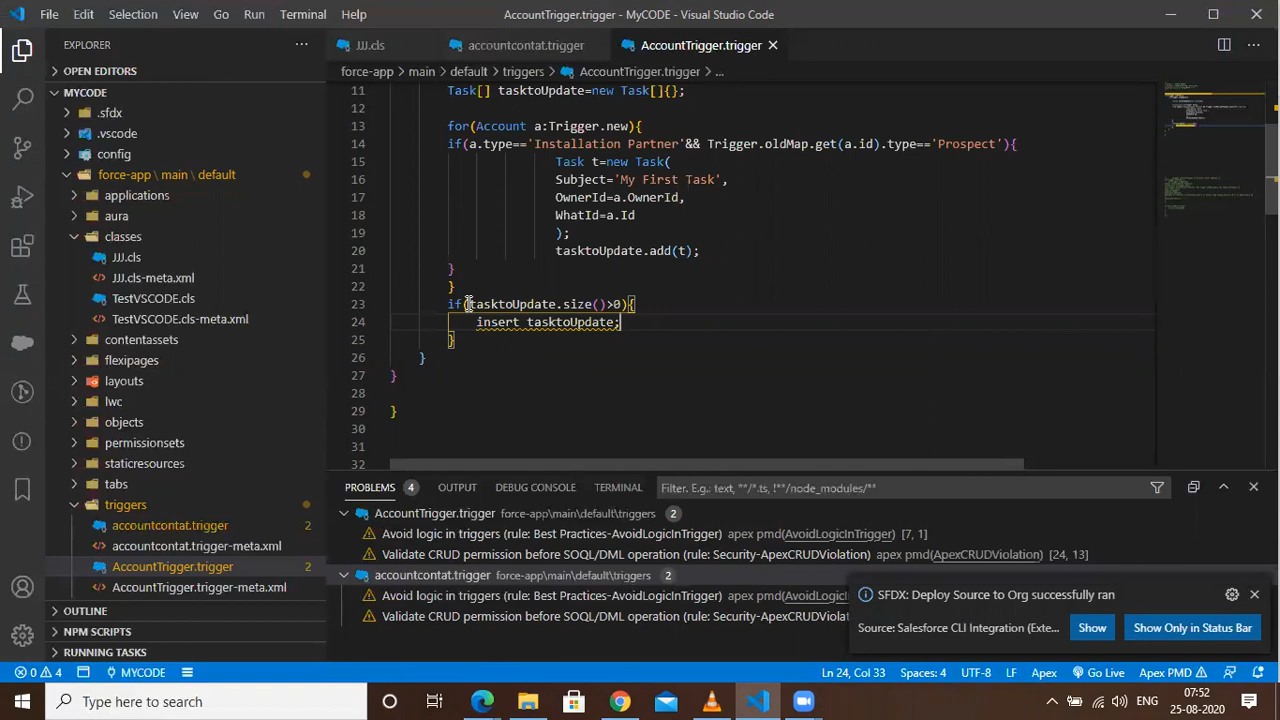 File Edit Selection View Go Run Terminal Help
AccountTrigger.trigger - MyCODE - Visual Studio Code
EXPLORER
OPEN EDITORS
MYCODE
.sfdx
.vscode
config
force-app \ main \ default
applications
aura
classes
JJJ.cls
JJJ.cls-meta.xml
TestVSCODE.cls
TestVSCODE.cls-meta.xml
contentassets
flexipages
layouts
lwc
objects
permissionsets
staticresources
tabs
triggers
accountcontat.trigger 2
accountcontat.trigger-meta.xml
AccountTrigger.trigger 2
AccountTrigger.trigger-meta.xml
OUTLINE
NPM SCRIPTS
RUNNING TASKS
JJJ.cls
accountcontat.trigger
AccountTrigger.trigger
force-app > main > default > triggers > AccountTrigger.trigger > ...
11 Task[] tasktoUpdate=new Task[]{};
12
13 for(Account a:Trigger.new){
14 if(a.type=='Installation Partner'&& Trigger.oldMap.get(a.id).type=='Prospect'){
15 Task t=new Task(
16 Subject='My First Task',
17 OwnerId=a.OwnerId,
18 WhatId=a.Id
19 );
20 tasktoUpdate.add(t);
21 }
22 }
23 if(tasktoUpdate.size()>0){
24 insert tasktoUpdate;
25 }
26 }
27 }
28
29 }
30
31
32
PROBLEMS 4 OUTPUT DEBUG CONSOLE TERMINAL
Filter. E.g.: text, **/*.ts, !**/node_modules/**
AccountTrigger.trigger force-app\main\default\triggers 2
Avoid logic in triggers (rule: Best Practices-AvoidLogicInTrigger) apex pmd(AvoidLogicInTrigger) [7, 1]
Validate CRUD permission before SOQL/DML operation (rule: Security-ApexCRUDViolation) apex pmd(ApexCRUDViolation) [24, 13]
accountcontat.trigger force-app\main\default\triggers 2
Avoid logic in triggers (rule: Best Practices-AvoidLogicInTrigger) apex pmd(AvoidLo
Validate CRUD permission before SOQL/DML operation (rule: Security-ApexCRUDViolat
SFDX: Deploy Source to Org successfully ran
Source: Salesforce CLI Integration (Exte...
Show
Show Only in Status Bar
0 4 MYCODE
Ln 24, Col 33 Spaces: 4 UTF-8 LF Apex Go Live Apex PMD
Type here to search
ENG
07:52
25-08-2020